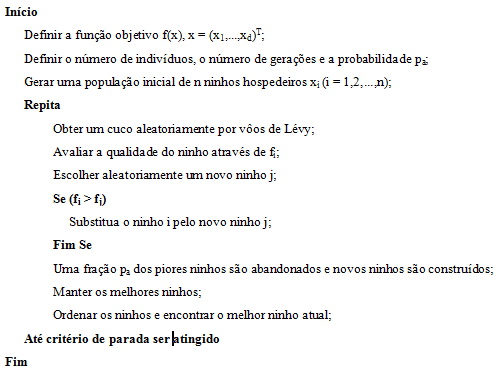 Início
Definir a função objetivo f(x), x = (x₁,...,x_d)ᵀ;
Definir o número de indivíduos, o número de gerações e a probabilidade pₐ;
Gerar uma população inicial de n ninhos hospedeiros xᵢ (i = 1,2,...,n);
Repita
Obter um cuco aleatoriamente por vôos de Lévy;
Avaliar a qualidade do ninho através de fᵢ;
Escolher aleatoriamente um novo ninho j;
Se (fᵢ > fⱼ)
Substitua o ninho i pelo novo ninho j;
Fim Se
Uma fração pₐ dos piores ninhos são abandonados e novos ninhos são construídos;
Manter os melhores ninhos;
Ordenar os ninhos e encontrar o melhor ninho atual;
Até critério de parada ser atingido
Fim